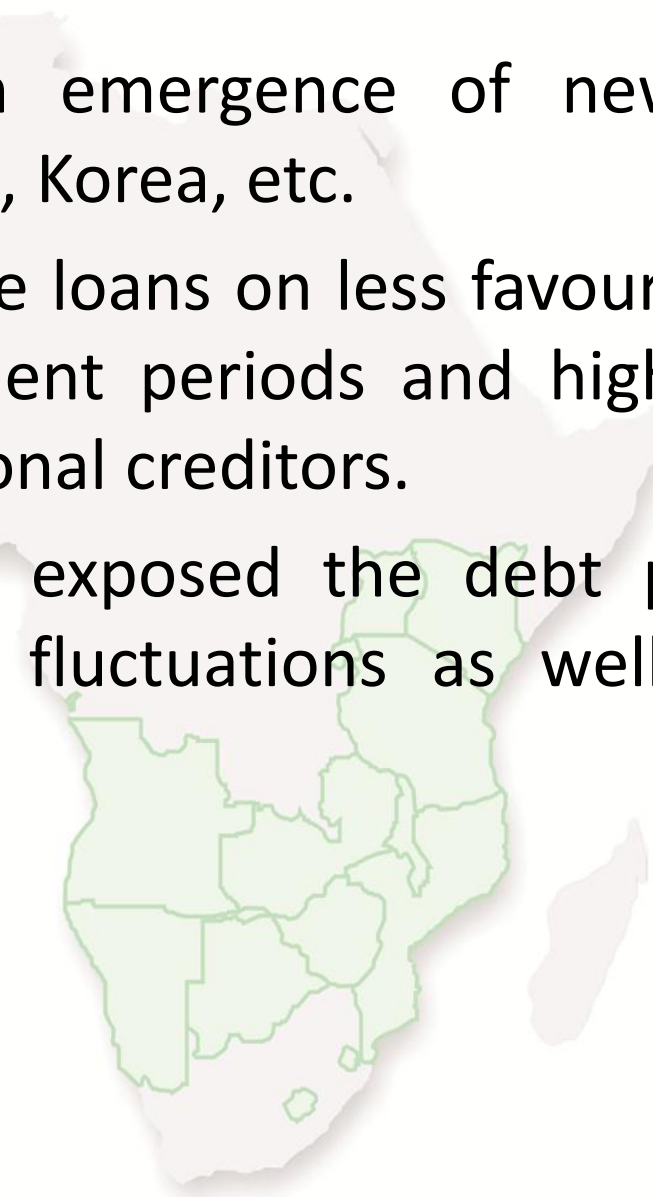 emergence of new
, Korea, etc.
loans on less favour
ent periods and high
onal creditors.
exposed the debt p
fluctuations as well